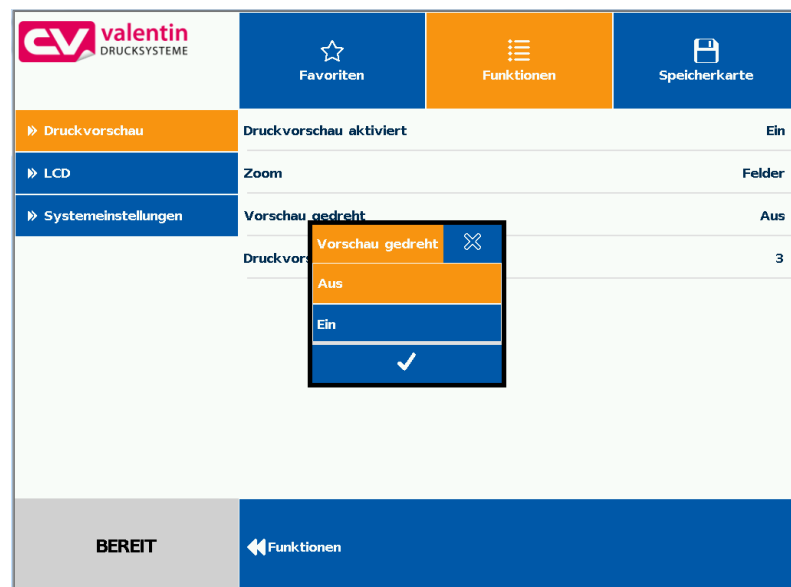 valentin
DRUCKSYSTEME
Favoriten
Funktionen
Speicherkarte
Druckvorschau
LCD
Systemeinstellungen
Druckvorschau aktiviert Ein
Zoom Felder
Vorschau gedreht Aus
3
Vorschau gedreht
Aus
Ein
BEREIT
Funktionen